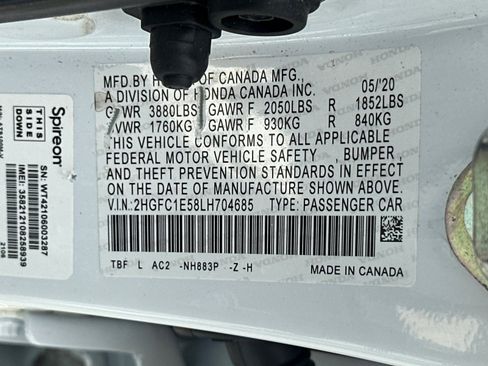 MFD.BY HONDA OF CANADA MFG.,
A DIVISION OF HONDA CANADA INC. 05/'20
GVWR 3880LBS GAWR F 2050LBS R 1852LBS
GVWR 1760KG GAWR F 930KG R 840KG
THIS VEHICLE CONFORMS TO ALL APPLICABLE
FEDERAL MOTOR VEHICLE SAFETY , BUMPER ,
AND THEFT PREVENTION STANDARDS IN EFFECT
ON THE DATE OF MANUFACTURE SHOWN ABOVE.
V.I.N.:2HGFC1E58LH704685 TYPE: PASSENGER CAR
TBF L AC2 -NH883P -Z -H MADE IN CANADA
Spireon
THIS
SIDE
DOWN
SN: WT42106003287
IMEI: 358212108258939
2106